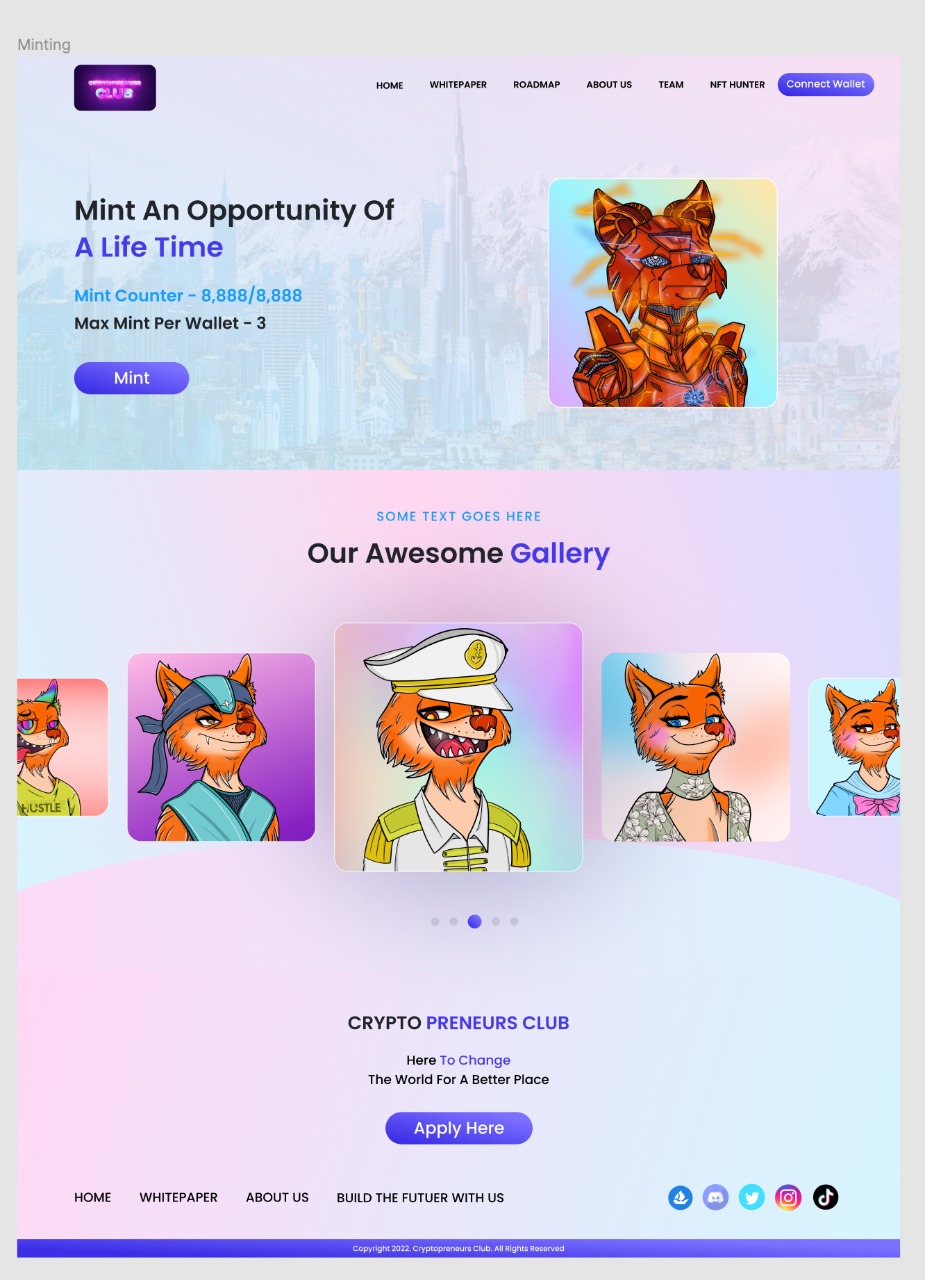 Minting
CLUB
HOME
WHITEPAPER
ROADMAP
ABOUT US
TEAM
NFT HUNTER
Connect Wallet
Mint An Opportunity Of
A Life Time
Mint Counter - 8,888/8,888
Max Mint Per Wallet - 3
Mint
SOME TEXT GOES HERE
Our Awesome Gallery
HUSTLE
CRYPTO PRENEURS CLUB
Here To Change
The World For A Better Place
Apply Here
HOME
WHITEPAPER
ABOUT US
BUILD THE FUTUER WITH US
Copyright 2022. Cryptopreneurs Club. All Rights Reserved